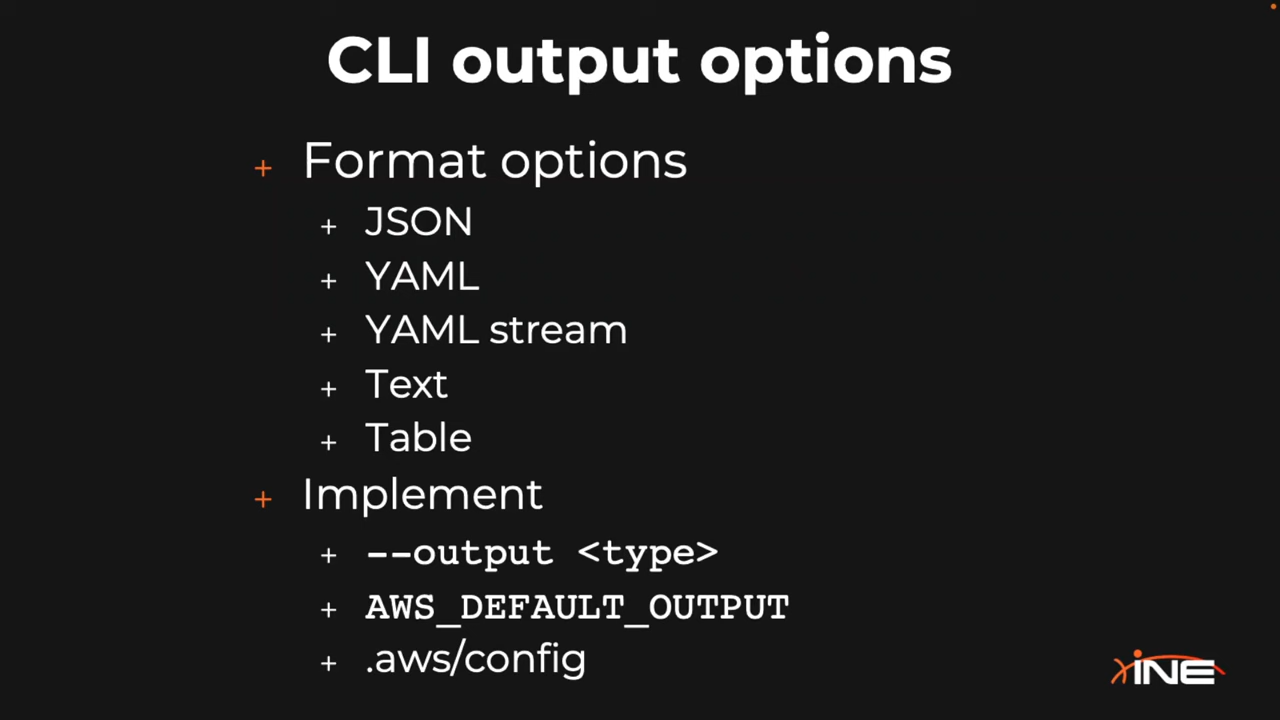 CLI output options
+ Format options
+ JSON
+ YAML
+ YAML stream
+ Text
+ Table
+ Implement
+ --output <type>
+ AWS_DEFAULT_OUTPUT
+ .aws/config
INE